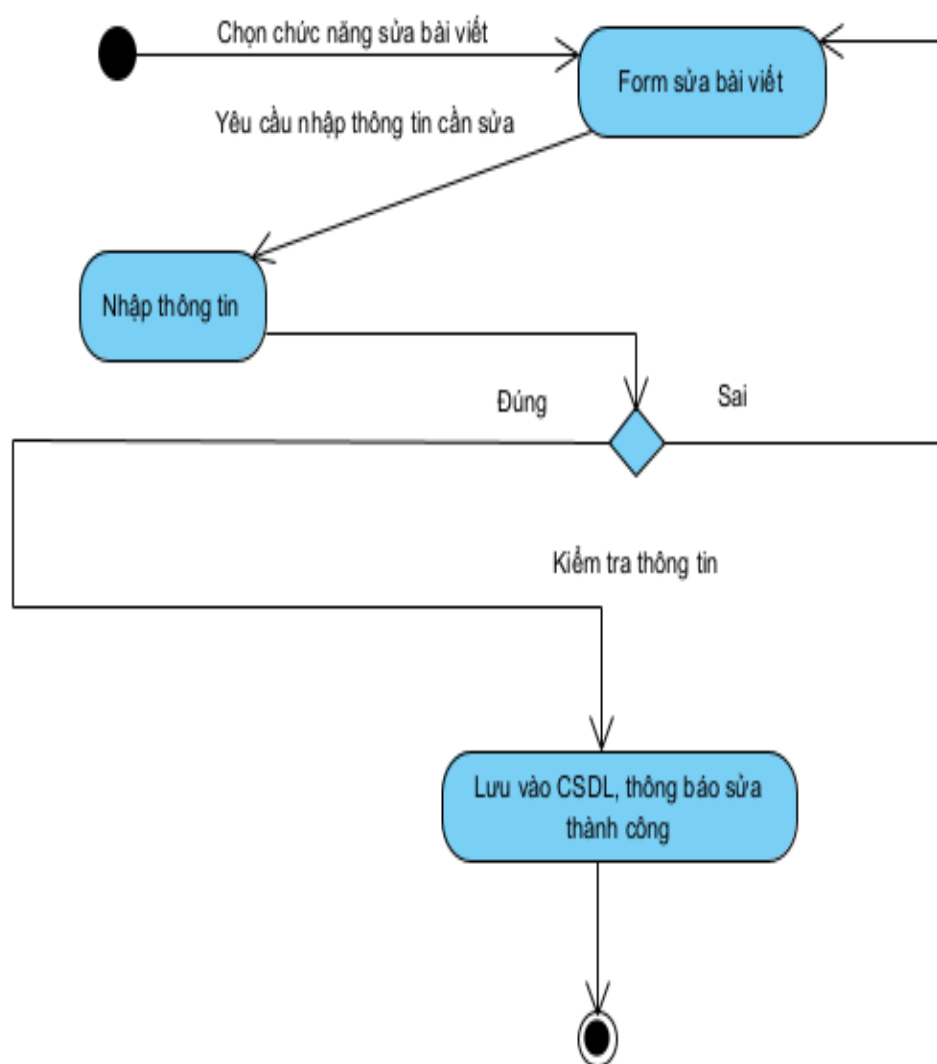 Chọn chức năng sửa bài viết
Form sửa bài viết
Yêu cầu nhập thông tin cần sửa
Nhập thông tin
Đúng
Sai
Kiểm tra thông tin
Lưu vào CSDL, thông báo sửa
thành công